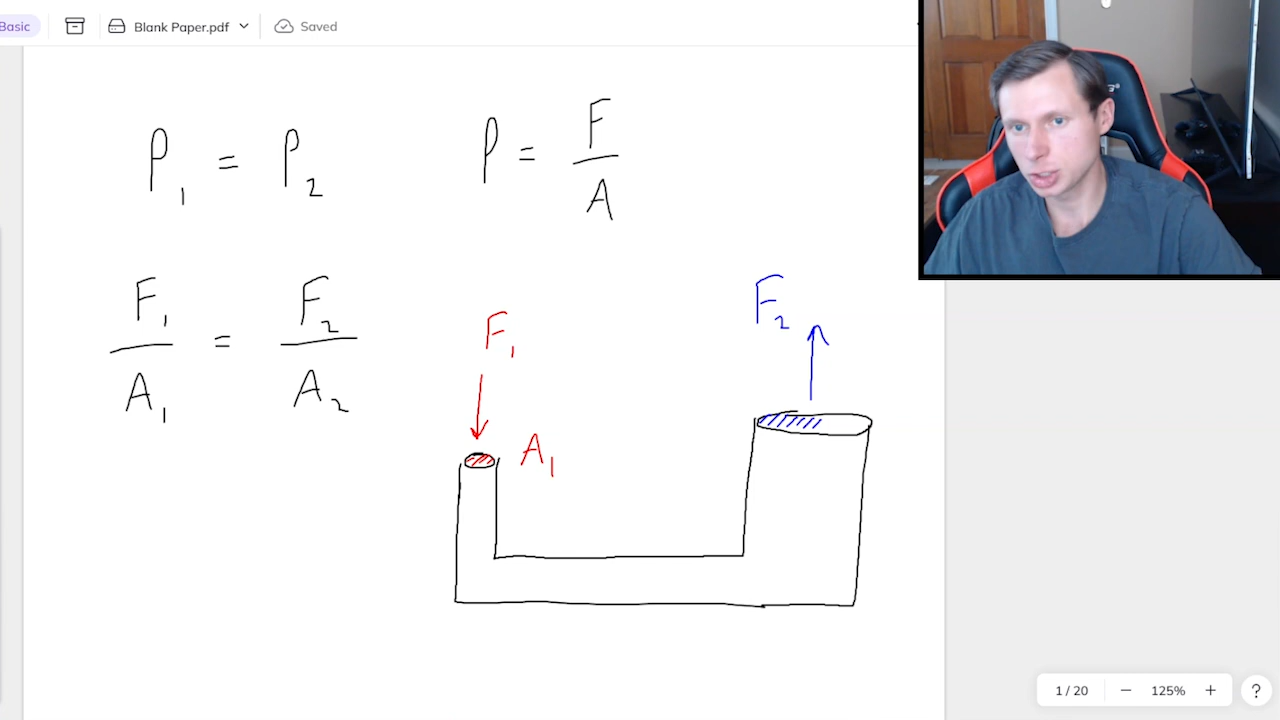 Basic Blank Paper.pdf Saved
P₁ = P₂
P = F/A
F₁/A₁ = F₂/A₂
F₁
A₁
F₂
1 / 20 − 125% + ?